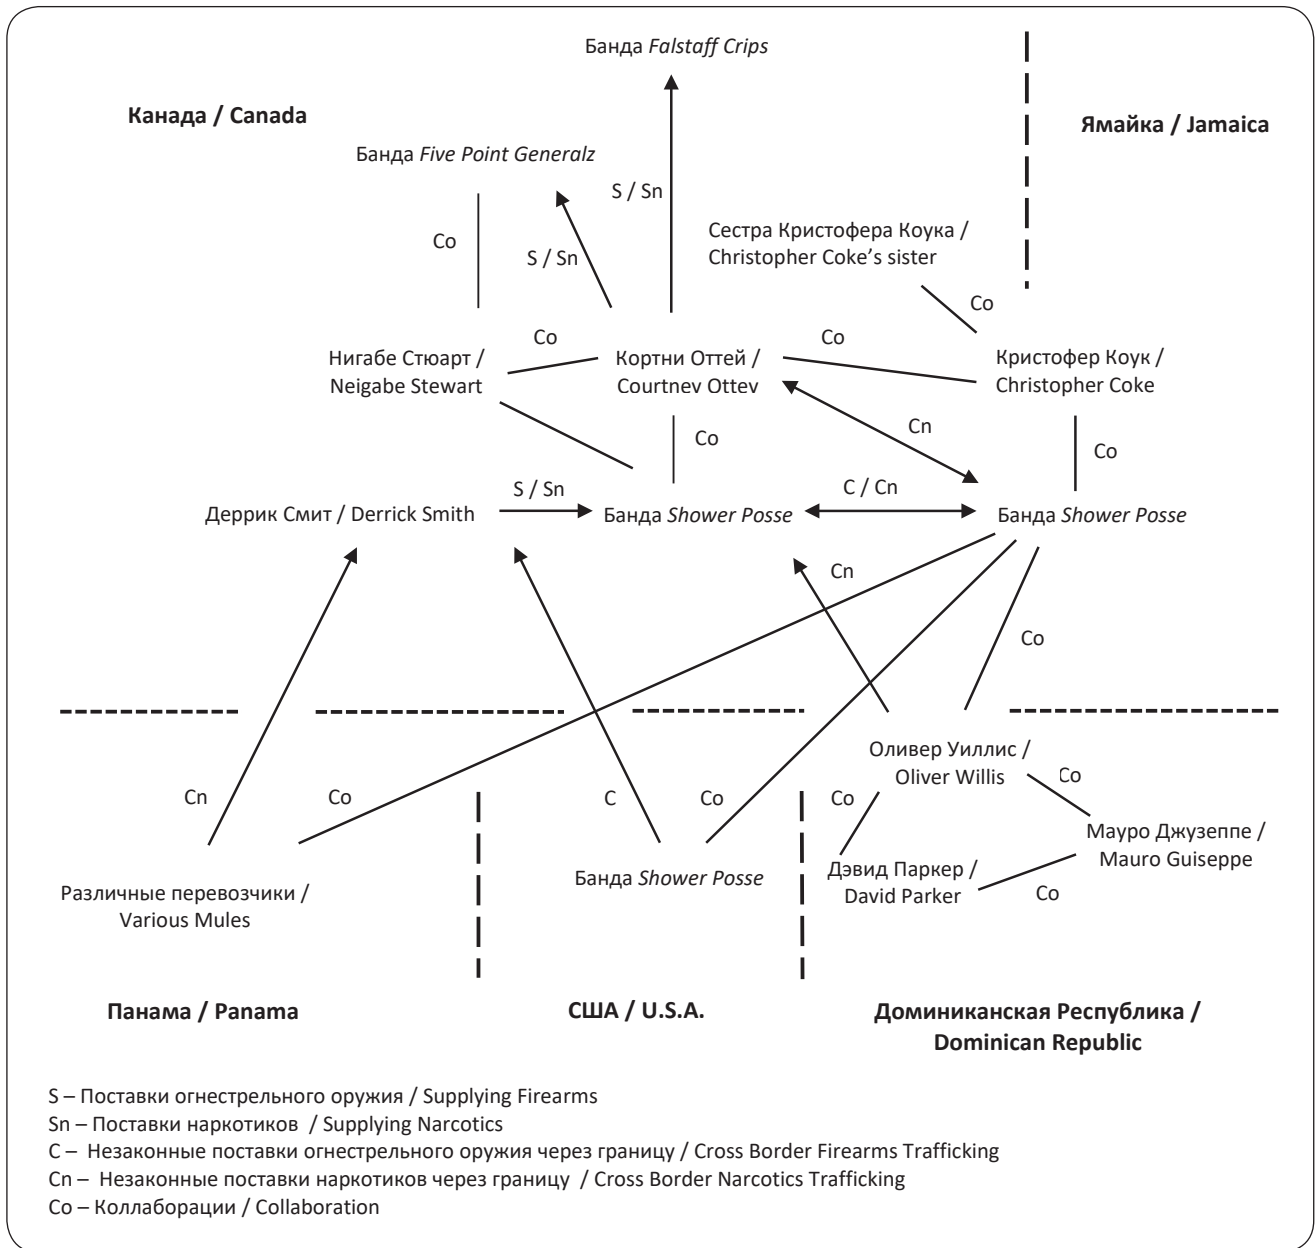 Банда Falstaff Crips
Канада / Canada
Ямайка / Jamaica
Банда Five Point Generalz
S / Sn
Сестра Кристофера Коука /
Christopher Coke's sister
Co
S / Sn
Co
Co
Co
Нигабе Стюарт /
Neigabe Stewart
Кортни Оттей /
Courtnev Ottev
Кристофер Коук /
Christopher Coke
Cn
Co
Co
S / Sn
C / Cn
Деррик Смит / Derrick Smith
Банда Shower Posse
Банда Shower Posse
Cn
Co
Оливер Уиллис /
Oliver Willis
Co
Cn
Co
C
Co
Co
Мауро Джузеппе /
Mauro Guiseppe
Различные перевозчики /
Various Mules
Банда Shower Posse
Дэвид Паркер /
David Parker
Co
Панама / Panama
США / U.S.A.
Доминиканская Республика /
Dominican Republic
S – Поставки огнестрельного оружия / Supplying Firearms
Sn – Поставки наркотиков / Supplying Narcotics
C – Незаконные поставки огнестрельного оружия через границу / Cross Border Firearms Trafficking
Cn – Незаконные поставки наркотиков через границу / Cross Border Narcotics Trafficking
Co – Коллаборации / Collaboration